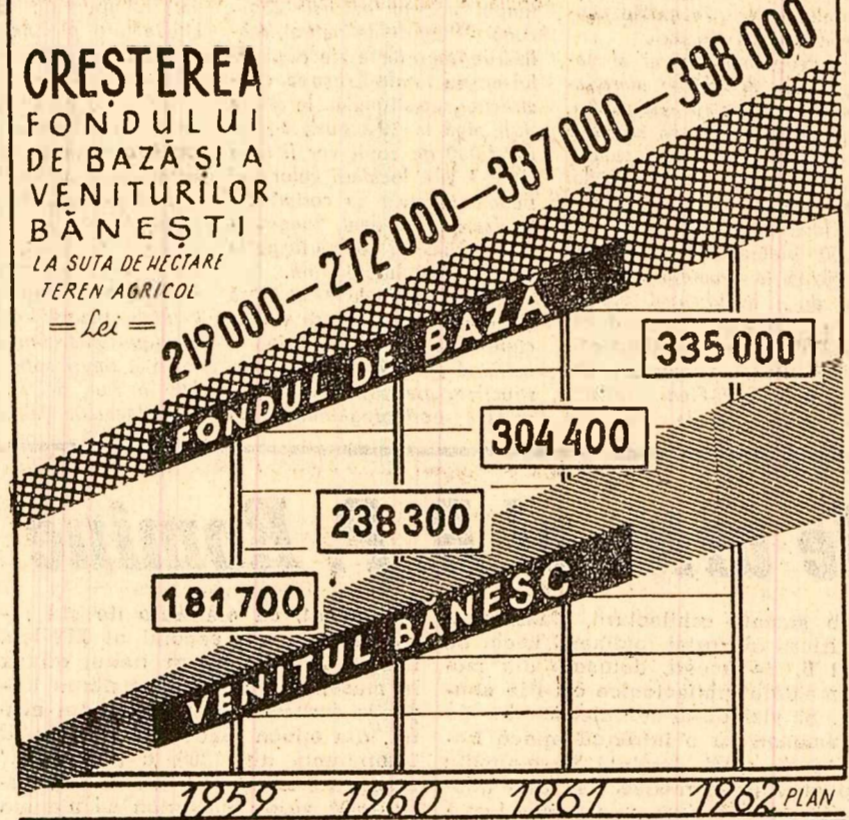 CREȘTEREA
FONDULUI
DE BAZĂ ȘI A
VENITURILOR
BĂNEȘTI
LA SUTA DE HECTARE
TEREN AGRICOL
= Lei =
219 000 — 272 000 — 337 000 — 398 000
FONDUL DE BAZĂ
335 000
304 400
238 300
181 700
VENITUL BĂNESC
1959 1960 1961 1962 PLAN